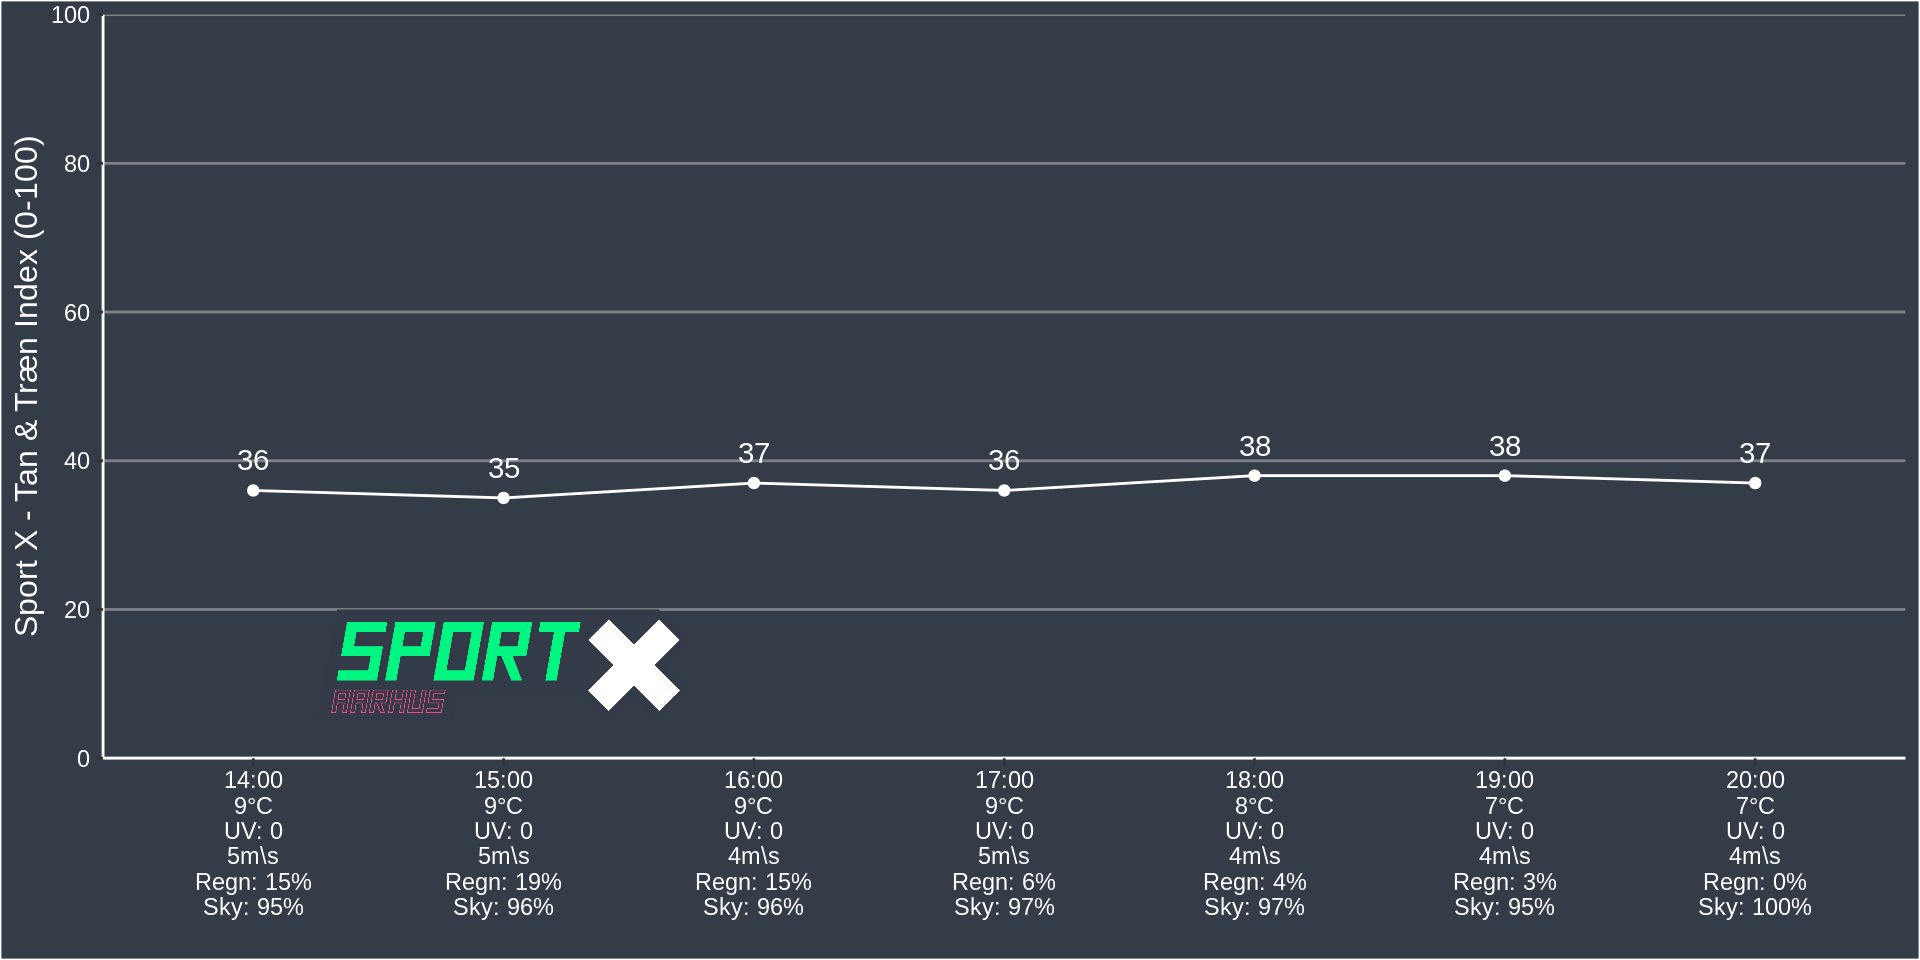 Sport X - Tan & Træn Index (0-100)
100
80
60
40
20
0
36
35
37
36
38
38
37
SPORT X
AARHUS
14:00
9°C
UV: 0
5m\s
Regn: 15%
Sky: 95%
15:00
9°C
UV: 0
5m\s
Regn: 19%
Sky: 96%
16:00
9°C
UV: 0
4m\s
Regn: 15%
Sky: 96%
17:00
9°C
UV: 0
5m\s
Regn: 6%
Sky: 97%
18:00
8°C
UV: 0
4m\s
Regn: 4%
Sky: 97%
19:00
7°C
UV: 0
4m\s
Regn: 3%
Sky: 95%
20:00
7°C
UV: 0
4m\s
Regn: 0%
Sky: 100%